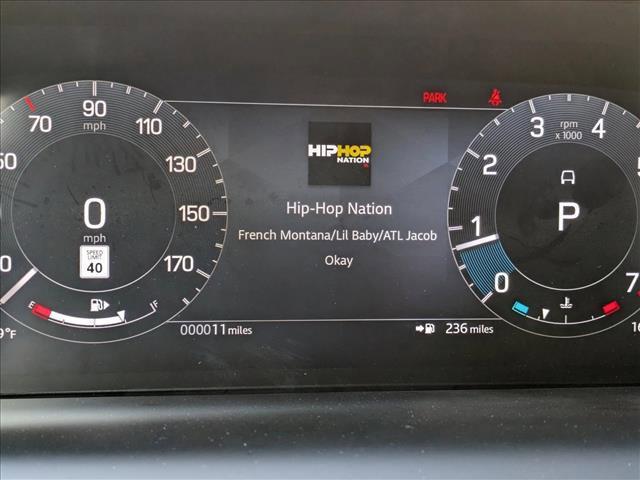 PARK
50
70
90
mph
110
130
150
170
0
mph
SPEED
LIMIT
40
E
F
9°F
HIPHOP
NATION
Hip-Hop Nation
French Montana/Lil Baby/ATL Jacob
Okay
000011 miles
236 miles
0
1
2
3
4
7
rpm
x 1000
P